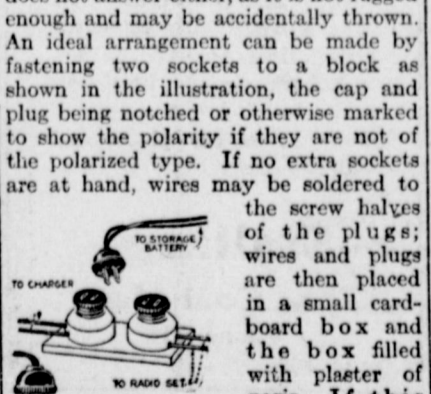 enough and may be accidentally thrown.
An ideal arrangement can be made by
fastening two sockets to a block as
shown in the illustration, the cap and
plug being notched or otherwise marked
to show the polarity if they are not of
the polarized type. If no extra sockets
are at hand, wires may be soldered to
the screw halves
of the plugs;
wires and plugs
are then placed
in a small card-
board box and
the box filled
with plaster of
TO STORAGE
BATTERY
TO CHARGER
TO RADIO SET